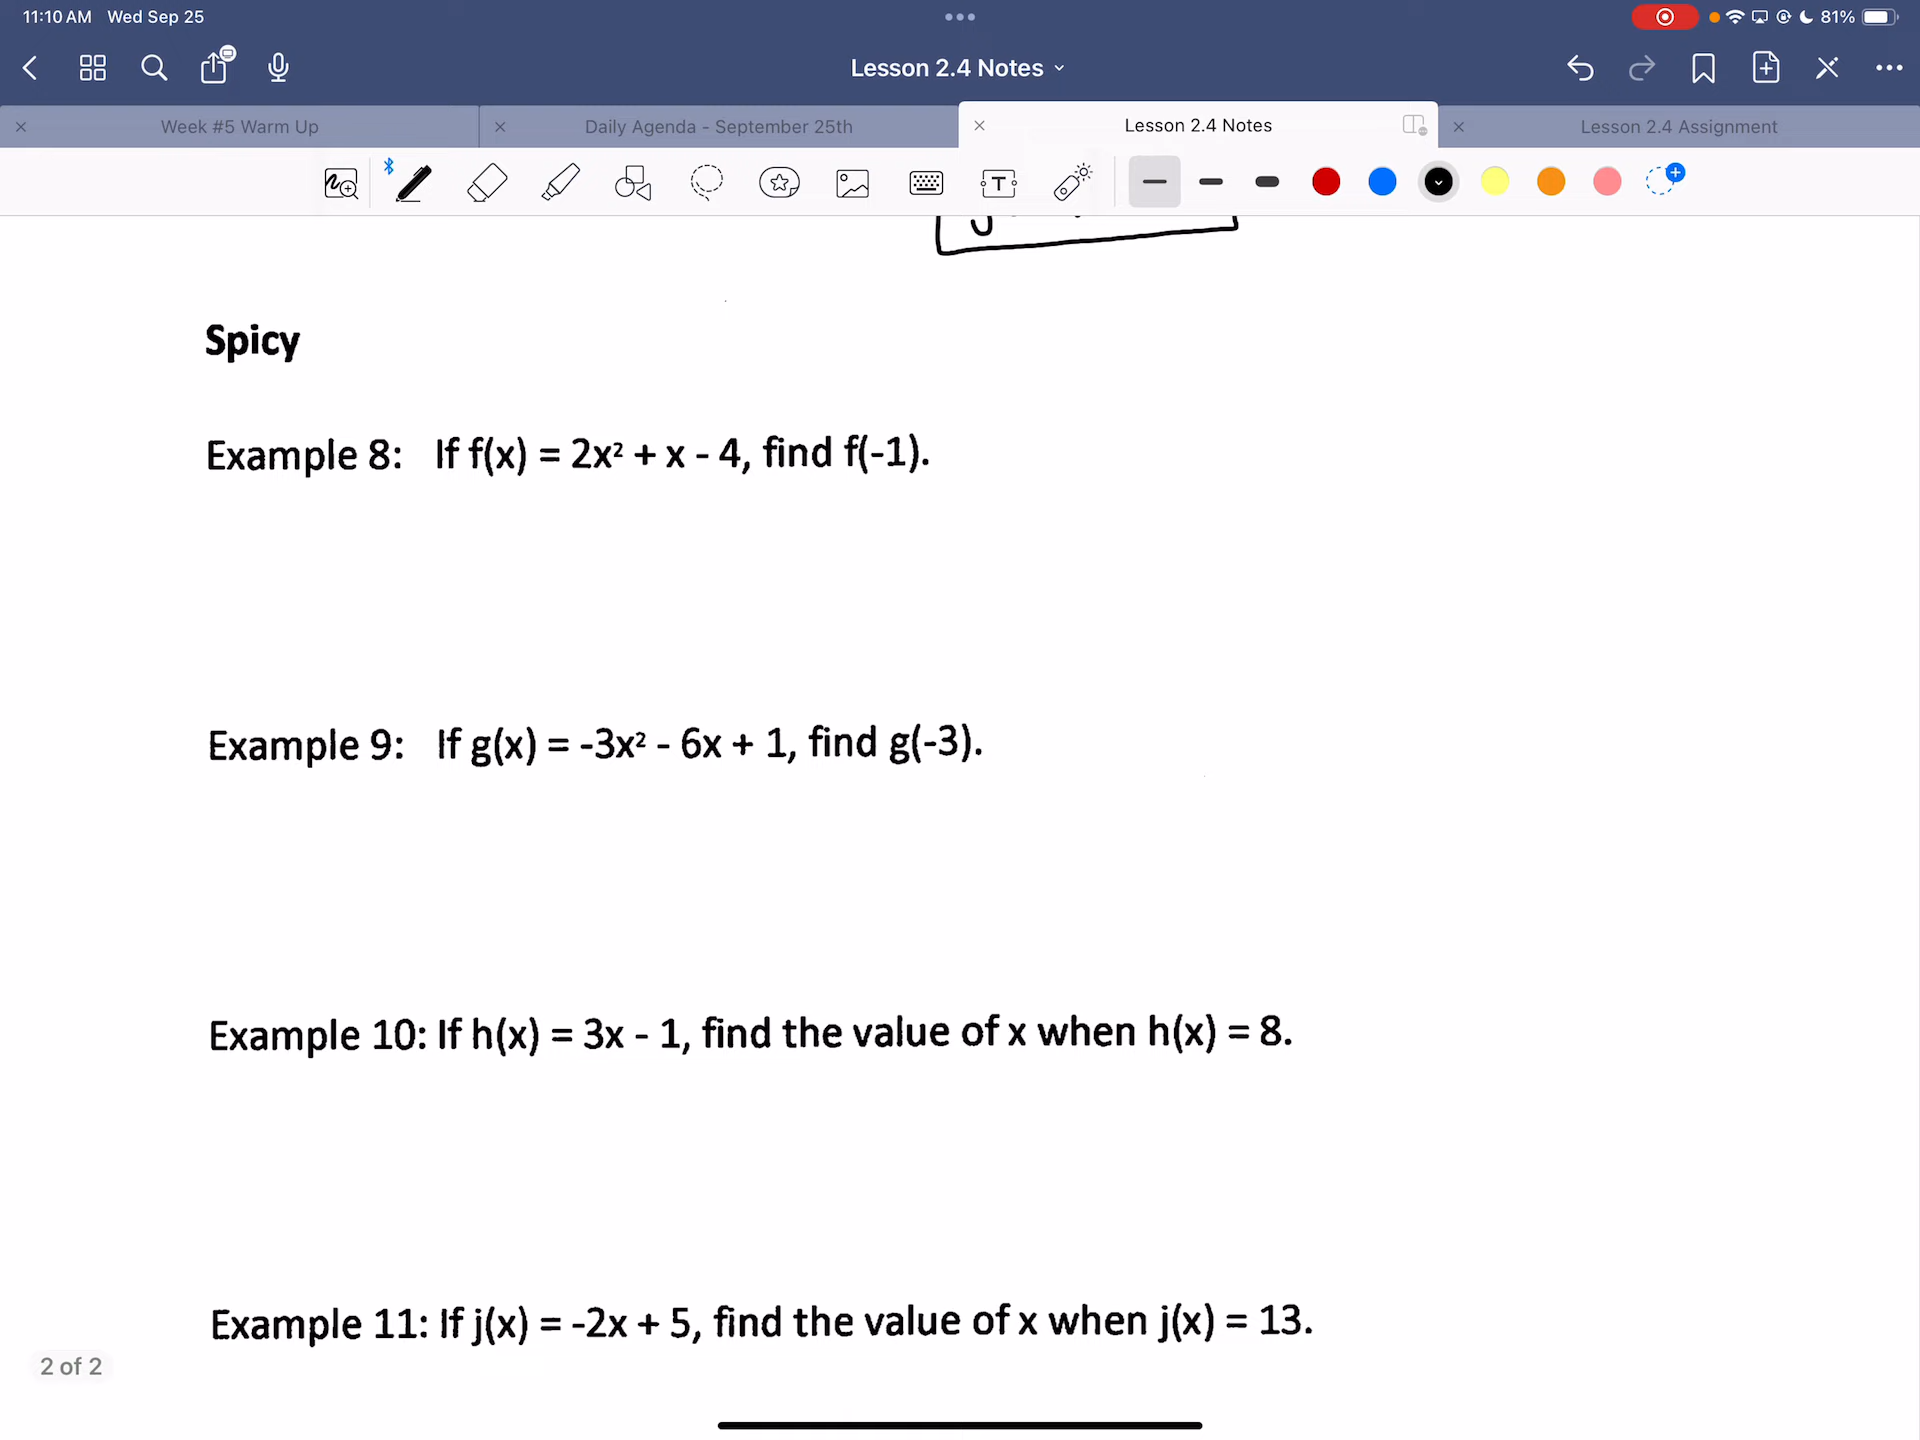 11:10 AM Wed Sep 25
81%
Lesson 2.4 Notes
Week #5 Warm Up
Daily Agenda - September 25th
Lesson 2.4 Notes
Lesson 2.4 Assignment
Spicy
Example 8: If f(x) = 2x² + x - 4, find f(-1).
Example 9: If g(x) = -3x² - 6x + 1, find g(-3).
Example 10: If h(x) = 3x - 1, find the value of x when h(x) = 8.
Example 11: If j(x) = -2x + 5, find the value of x when j(x) = 13.
2 of 2